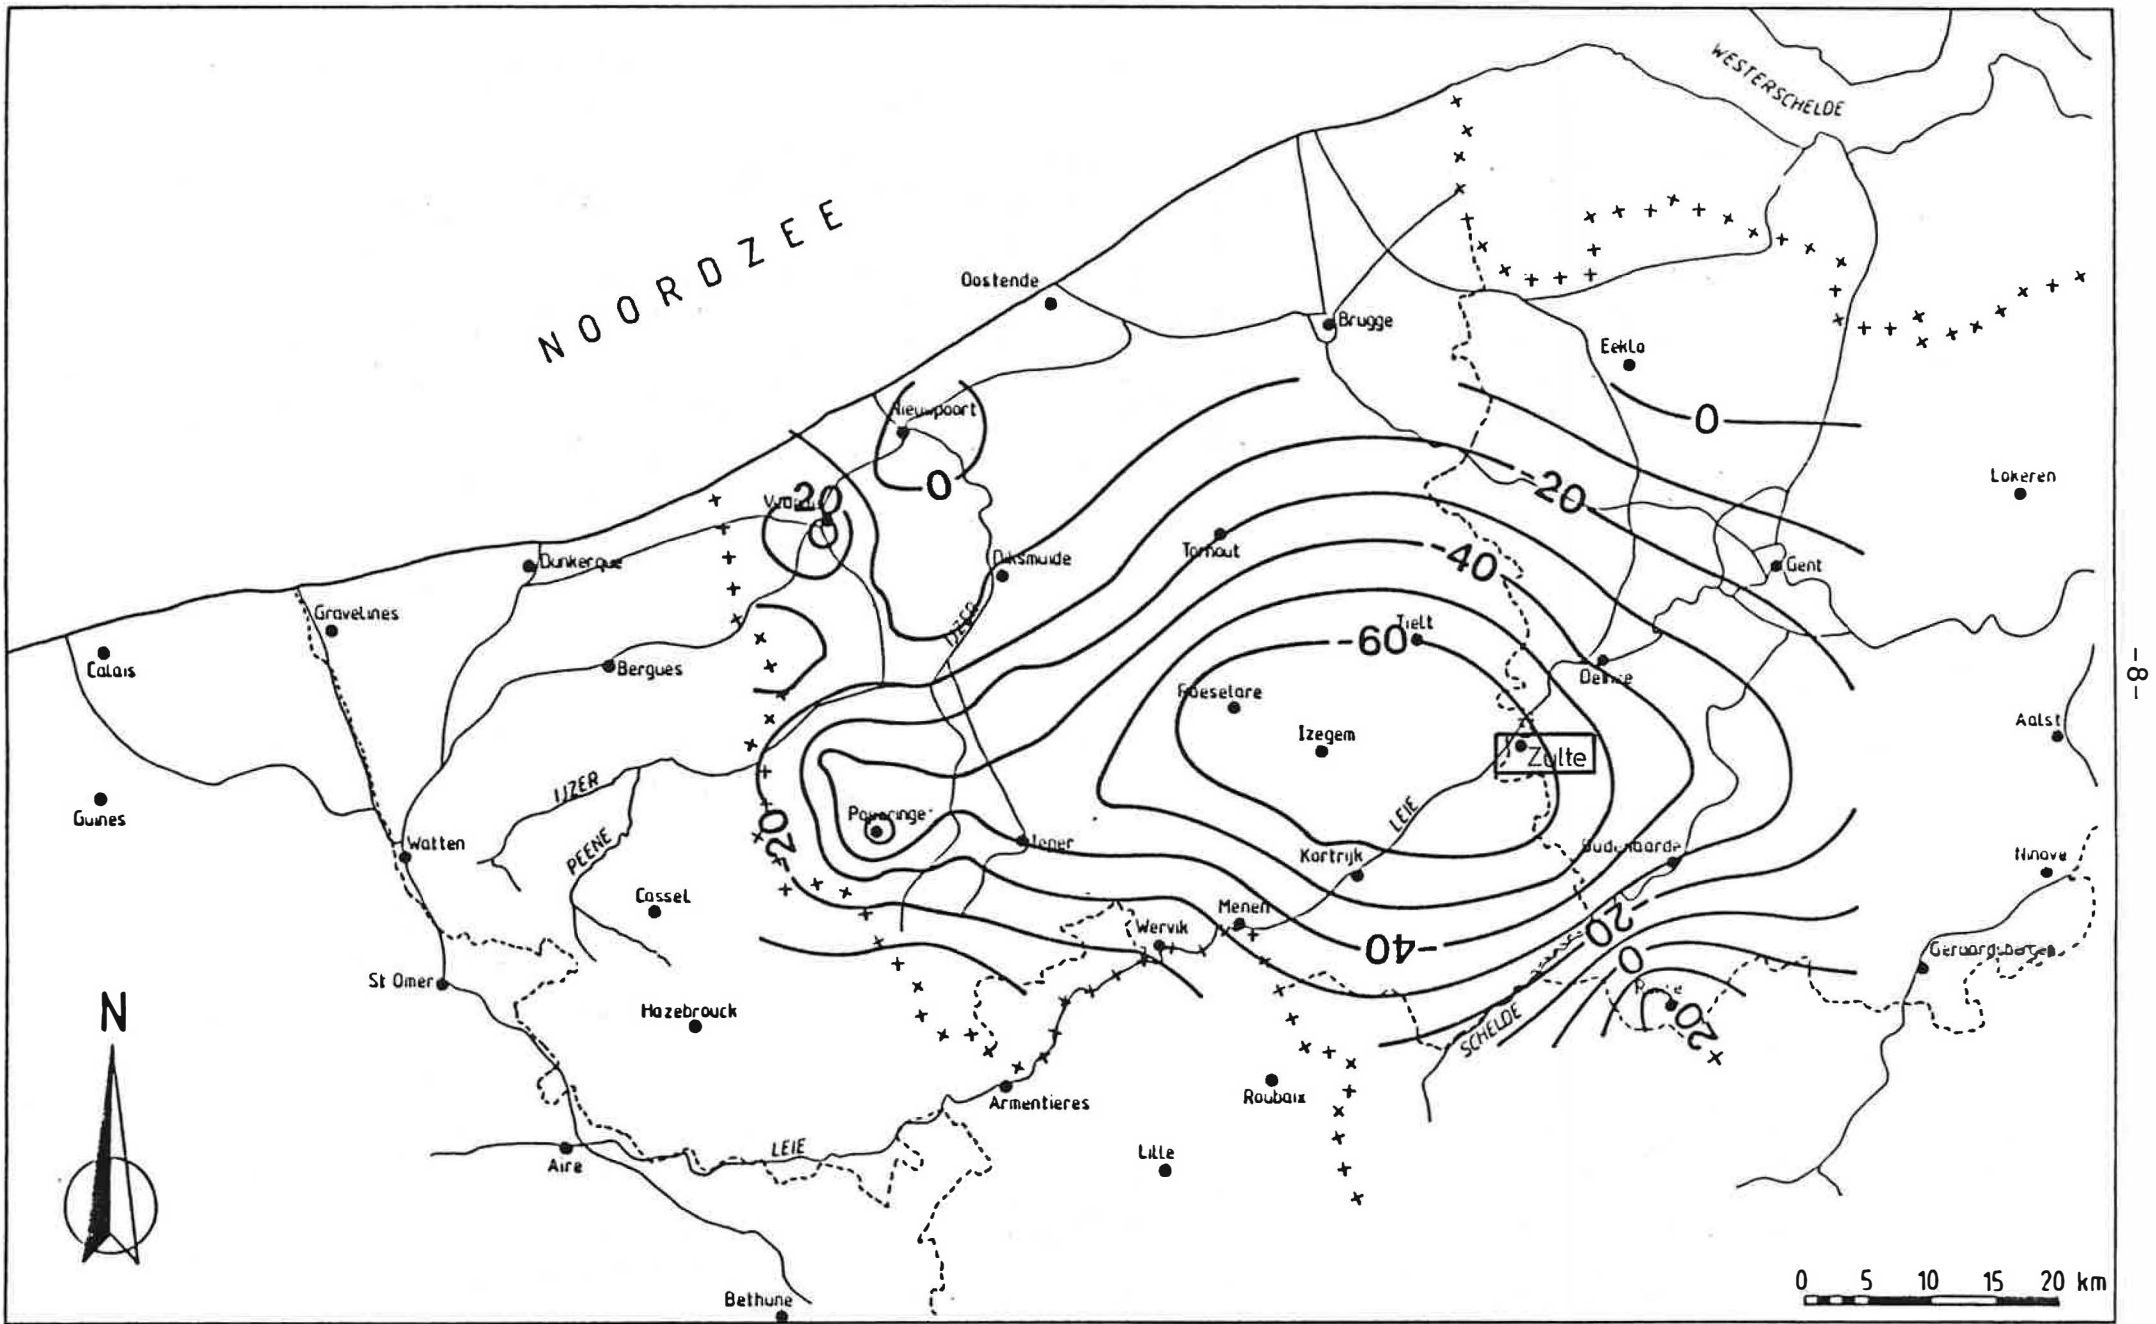 WESTERSCHELDE
NOORDZEE
Oostende
Brugge
Eeklo
0
Nieuwpoort
-20
Lokeren
0
20
Dunkerque
Diksmuide
Torhout
-40
Gent
Gravelines
IJZER
Tielt
-60
Calais
Bergues
Deinze
-8-
Roeselare
Izegem
Zulte
Aalst
IJZER
Guines
LEIE
Poperinge
-20-
Watten
PEENE
Ieper
Kortrijk
Oudenaarde
Ninove
Cassel
Menen
Wervik
-20-
-40-
0
Geraardsbergen
St Omer
N
Hazebrouck
SCHELDE
20
Armentieres
Roubaix
LEIE
Aire
Lille
0 5 10 15 20 km
Bethune